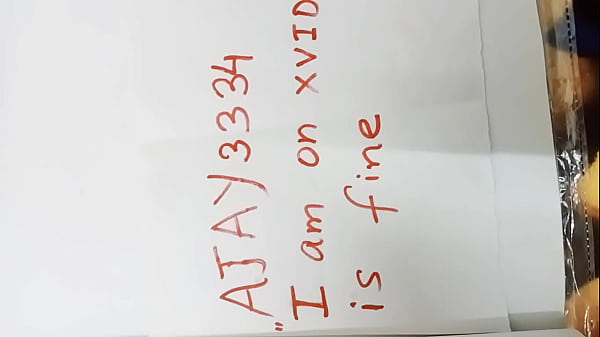 AJAY3334
"I am on XVID
is fine